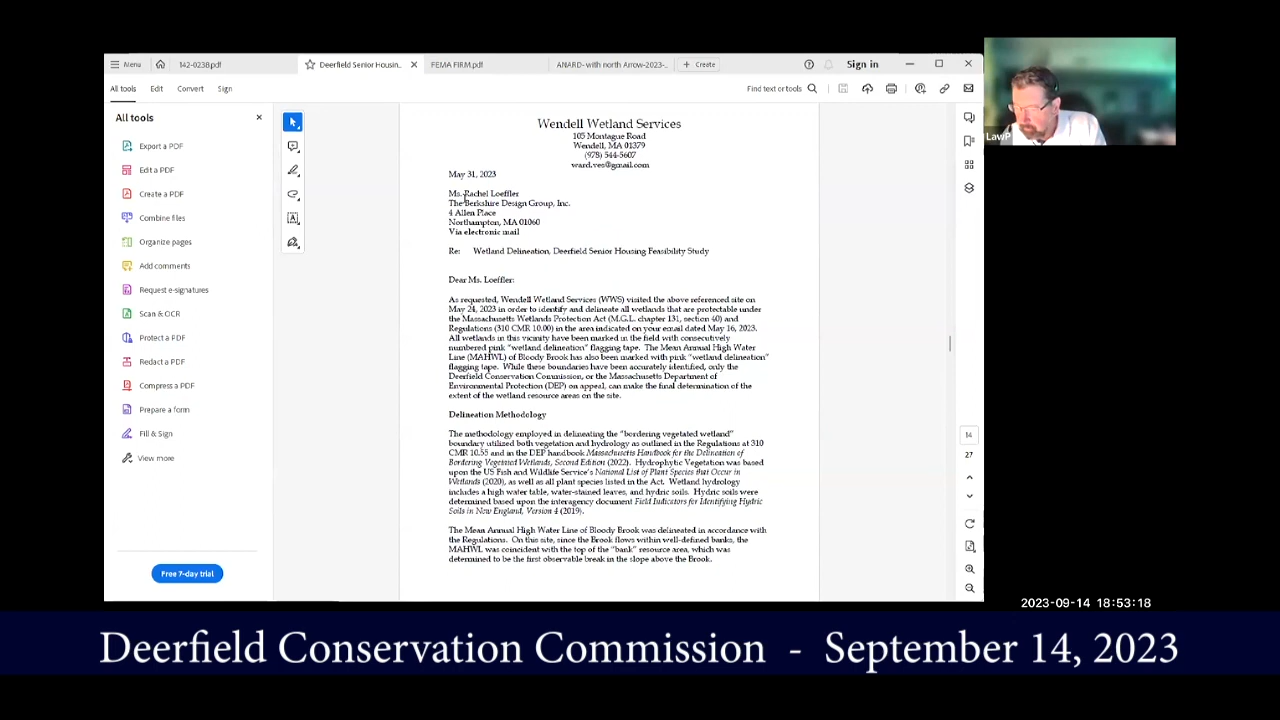 Menu
142-0238.pdf
Deerfield Senior Housin...
FEMA FIRM.pdf
ANARD- with north Arrow-2023-...
+ Create
Sign in
All tools
Edit
Convert
Sign
Find text or tools
All tools
Export a PDF
Edit a PDF
Create a PDF
Combine files
Organize pages
Add comments
Request e-signatures
Scan & OCR
Protect a PDF
Redact a PDF
Compress a PDF
Prepare a form
Fill & Sign
View more
Free 7-day trial
Wendell Wetland Services
105 Montague Road
Wendell, MA 01379
(978) 544-5607
ward.ves@gmail.com
May 31, 2023
Ms. Rachel Loeffler
The Berkshire Design Group, Inc.
4 Allen Place
Northampton, MA 01060
Via electronic mail
Re: Wetland Delineation, Deerfield Senior Housing Feasibility Study
Dear Ms. Loeffler:
As requested, Wendell Wetland Services (WWS) visited the above referenced site on
May 24, 2023 in order to identify and delineate all wetlands that are protectable under
the Massachusetts Wetlands Protection Act (M.G.L. chapter 131, section 40) and
Regulations (310 CMR 10.00) in the area indicated on your email dated May 16, 2023.
All wetlands in this vicinity have been marked in the field with consecutively
numbered pink “wetland delineation” flagging tape. The Mean Annual High Water
Line (MAHWL) of Bloody Brook has also been marked with pink “wetland delineation”
flagging tape. While these boundaries have been accurately identified, only the
Deerfield Conservation Commission, or the Massachusetts Department of
Environmental Protection (DEP) on appeal, can make the final determination of the
extent of the wetland resource areas on the site.
Delineation Methodology
The methodology employed in delineating the “bordering vegetated wetland”
boundary utilized both vegetation and hydrology as outlined in the Regulations at 310
CMR 10.55 and in the DEP handbook Massachusetts Handbook for the Delineation of
Bordering Vegetated Wetlands, Second Edition (2022). Hydrophytic Vegetation was based
upon the US Fish and Wildlife Service's National List of Plant Species that Occur in
Wetlands (2020), as well as all plant species listed in the Act. Wetland hydrology
includes a high water table, water-stained leaves, and hydric soils. Hydric soils were
determined based upon the interagency document Field Indicators for Identifying Hydric
Soils in New England, Version 4 (2019).
The Mean Annual High Water Line of Bloody Brook was delineated in accordance with
the Regulations. On this site, since the Brook flows within well-defined banks, the
MAHWL was coincident with the top of the “bank” resource area, which was
determined to be the first observable break in the slope above the Brook.
14
27
LawP
2023-09-14 18:53:18
Deerfield Conservation Commission - September 14, 2023